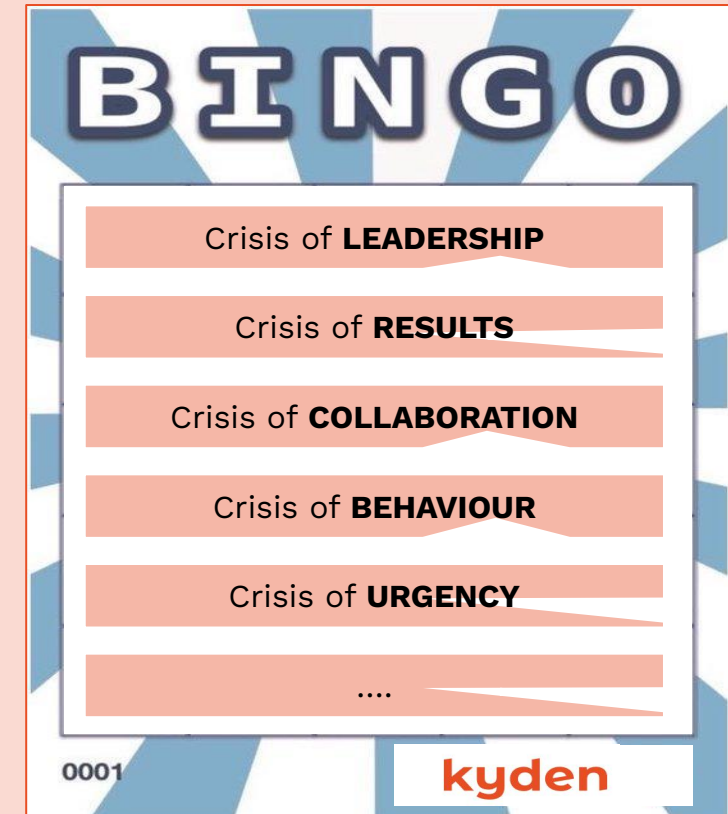 BINGO
Crisis of LEADERSHIP
Crisis of RESULTS
Crisis of COLLABORATION
Crisis of BEHAVIOUR
Crisis of URGENCY
....
0001
kyden